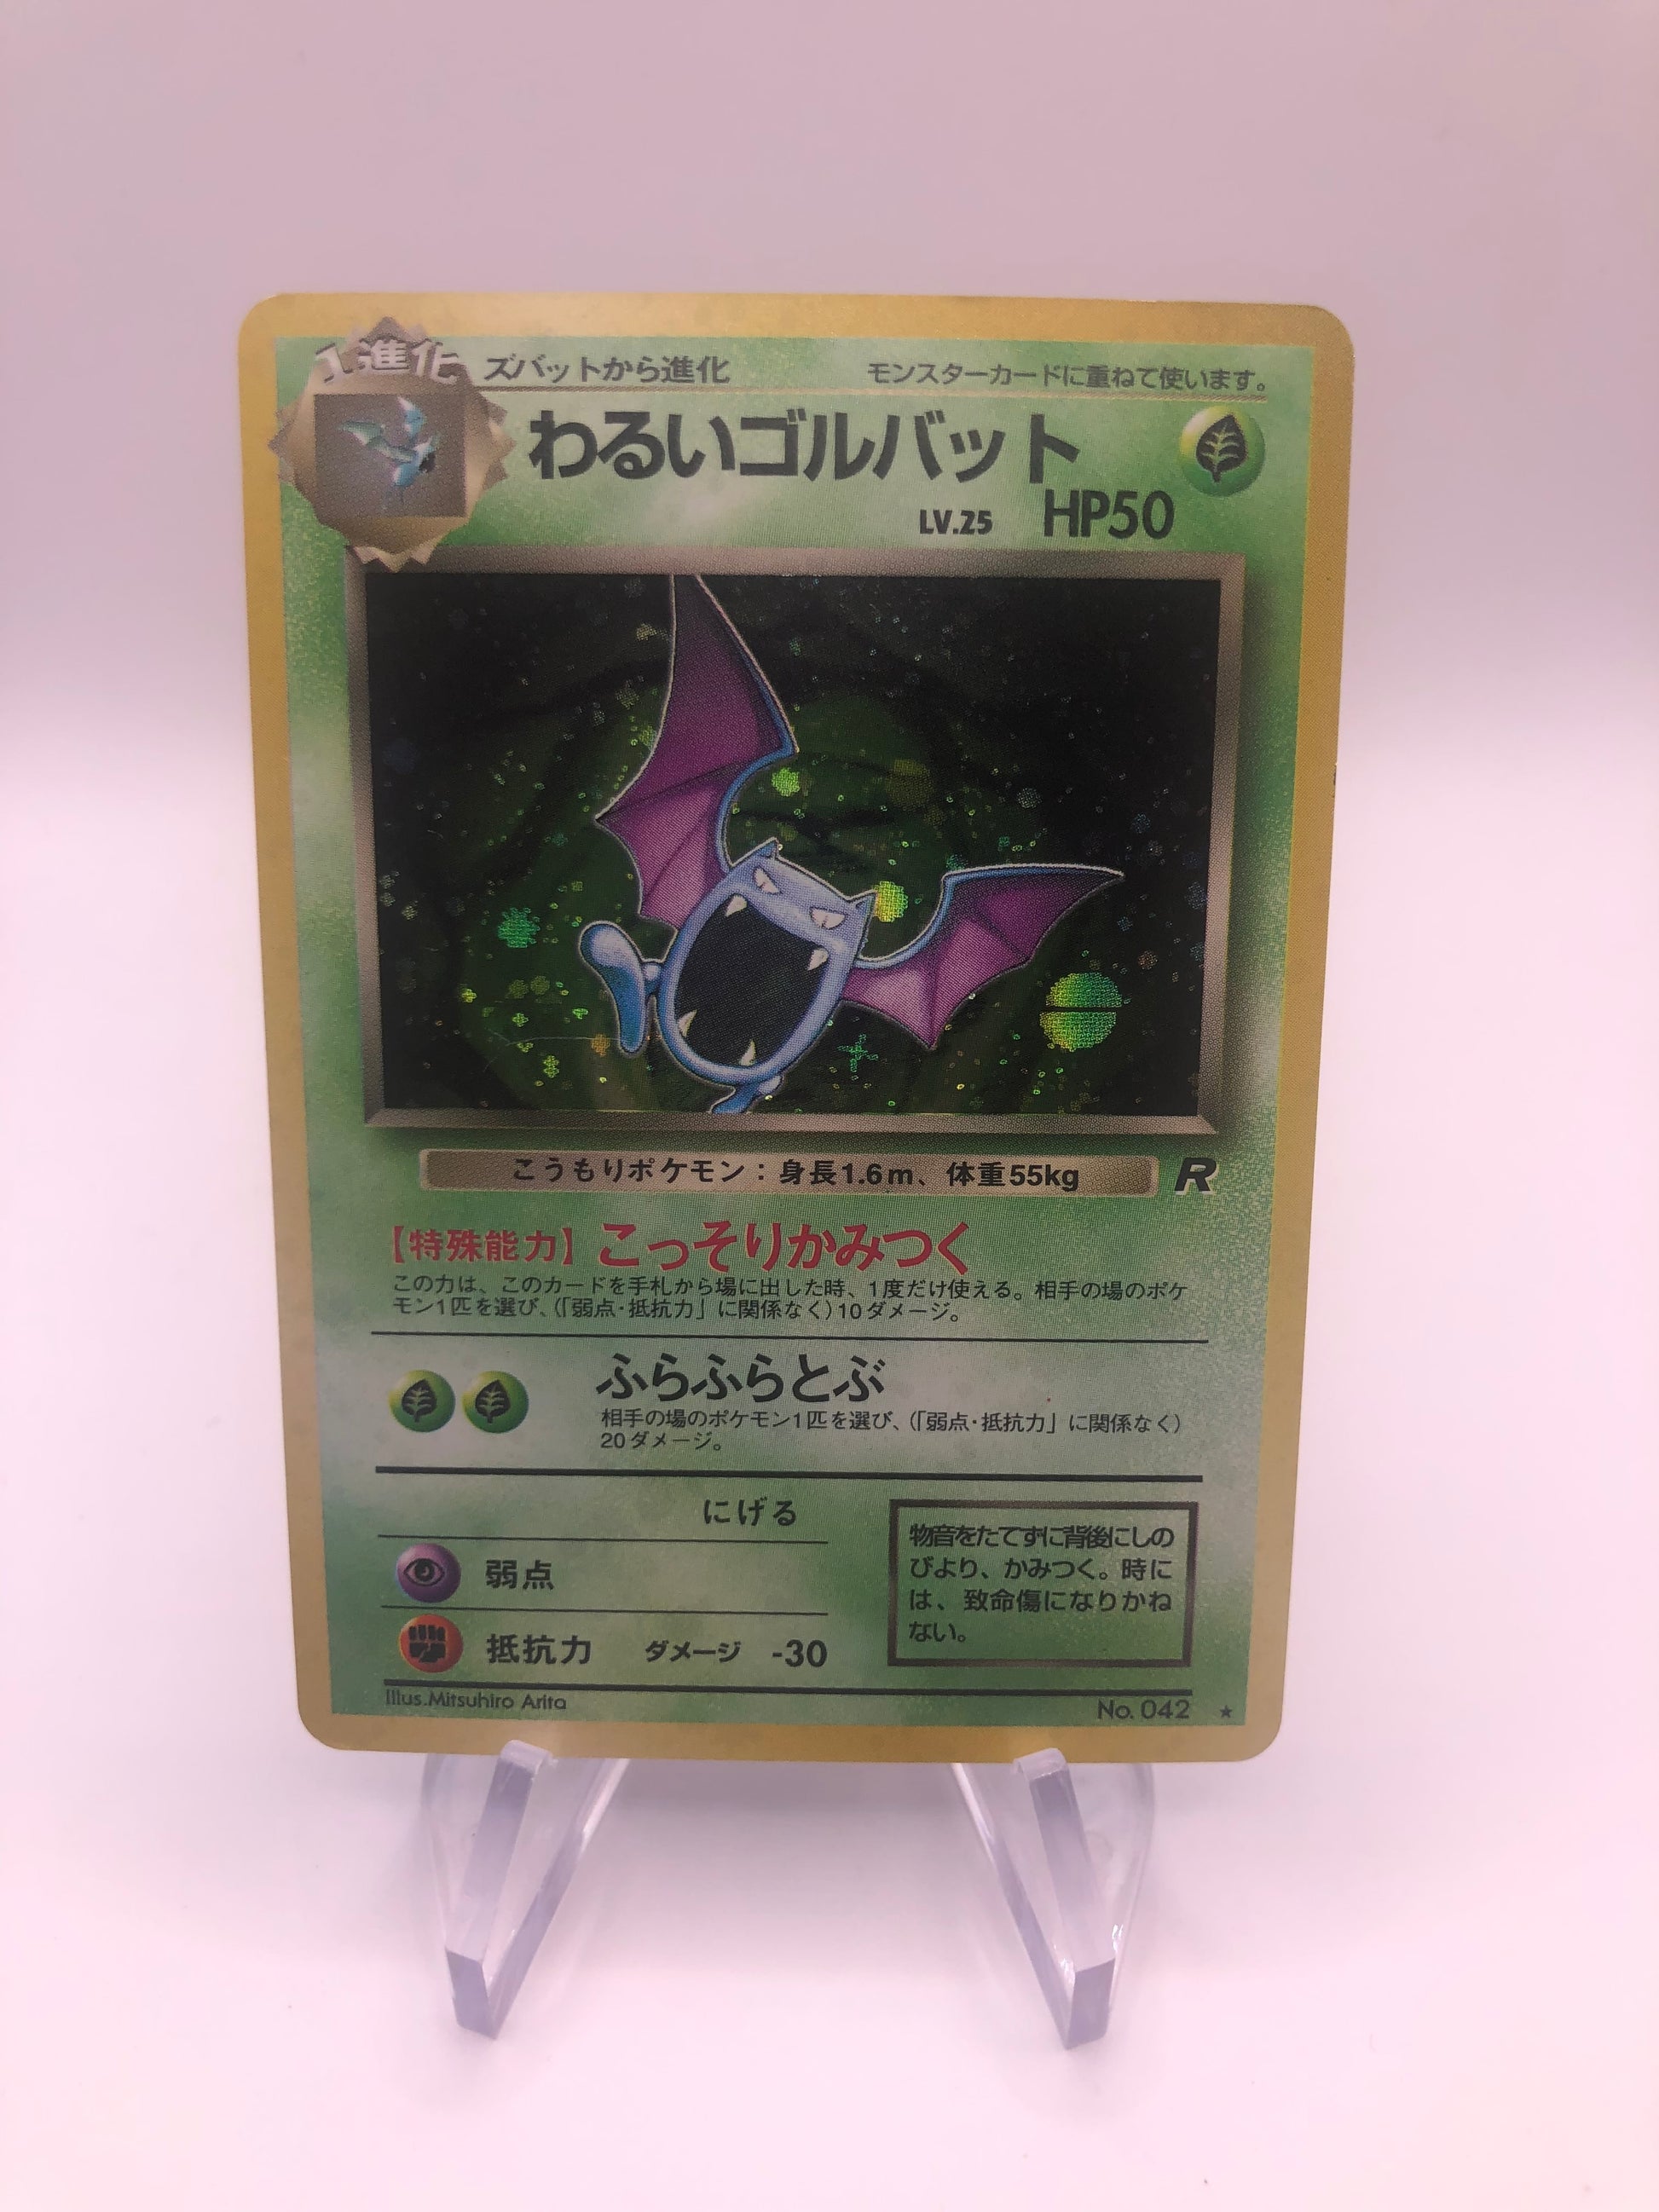 1進化
ズバットから進化
モンスターカードに重ねて使います。
わるいゴルバット
LV.25 HP50
こうもりポケモン：身長1.6m、体重55kg
R
【特殊能力】こっそりかみつく
この力は、このカードを手札から場に出した時、1度だけ使える。相手の場のポケ
モン1匹を選び、（「弱点・抵抗力」に関係なく）10ダメージ。
ふらふらとぶ
相手の場のポケモン1匹を選び、（「弱点・抵抗力」に関係なく）
20ダメージ。
にげる
弱点
抵抗力 ダメージ -30
物音をたてずに背後にしの
びより、かみつく。時に
は、致命傷になりかね
ない。
Illus.Mitsuhiro Arita
No. 042 ★